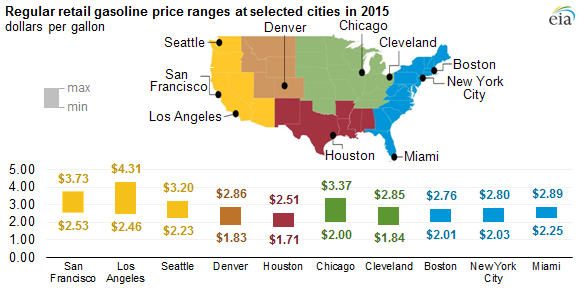 Regular retail gasoline price ranges at selected cities in 2015
dollars per gallon
eia
Seattle
Denver
Chicago
Cleveland
Boston
New York
City
San
Francisco
Los Angeles
Houston
Miami
max
min
5.00
4.00
3.00
2.00
1.00
0.00
$3.73 $4.31 $3.20 $2.86 $2.51 $3.37 $2.85 $2.76 $2.80 $2.89
$2.53 $2.46 $2.23 $1.83 $1.71 $2.00 $1.84 $2.01 $2.03 $2.25
San Francisco
Los Angeles
Seattle
Denver
Houston
Chicago
Cleveland
Boston
New York City
Miami